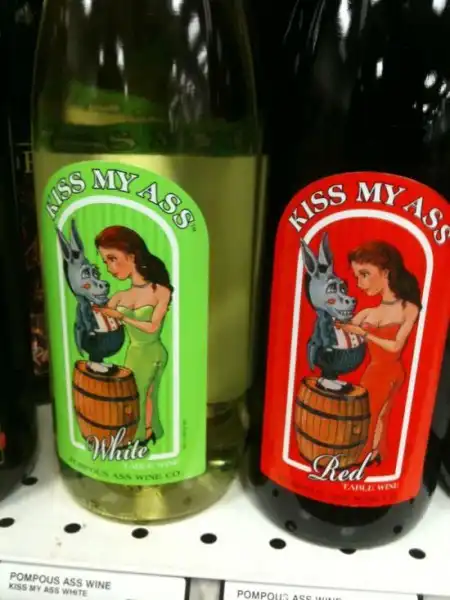 KISS MY ASS™
White
TABLE WINE
POMPOUS ASS WINE CO.
KISS MY ASS
Red
TABLE WINE
POMPOUS ASS WINE
KISS MY ASS WHITE
POMPOUS ASS WINE